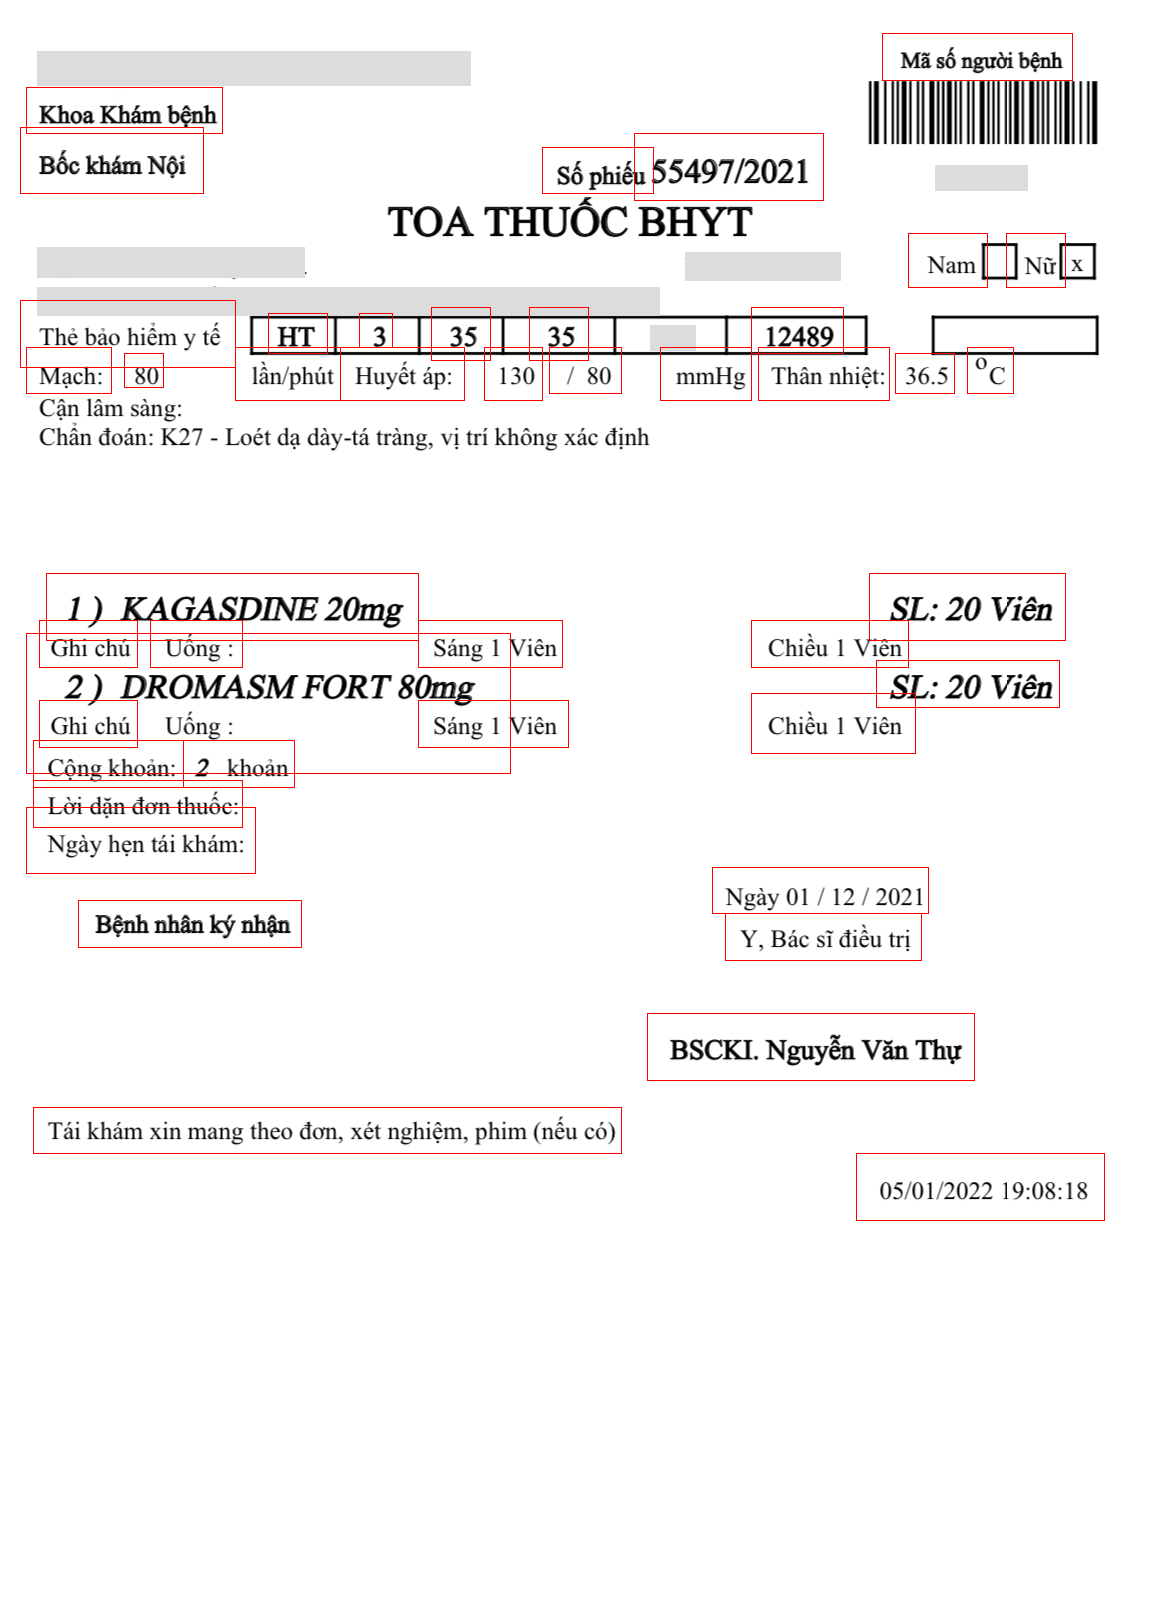 Mã số người bệnh
Khoa Khám bệnh
Bốc khám Nội
Số phiếu 55497/2021
TOA THUỐC BHYT
Nam Nữ x
Thẻ bảo hiểm y tế HT 3 35 35 12489
Mạch: 80 lần/phút Huyết áp: 130 / 80 mmHg Thân nhiệt: 36.5 oC
Cận lâm sàng:
Chẩn đoán: K27 - Loét dạ dày-tá tràng, vị trí không xác định
1 ) KAGASDINE 20mg SL: 20 Viên
Ghi chú Uống : Sáng 1 Viên Chiều 1 Viên
2 ) DROMASM FORT 80mg SL: 20 Viên
Ghi chú Uống : Sáng 1 Viên Chiều 1 Viên
Cộng khoản: 2 khoản
Lời dặn đơn thuốc:
Ngày hẹn tái khám:
Ngày 01 / 12 / 2021
Bệnh nhân ký nhận
Y, Bác sĩ điều trị
BSCKI. Nguyễn Văn Thự
Tái khám xin mang theo đơn, xét nghiệm, phim (nếu có)
05/01/2022 19:08:18